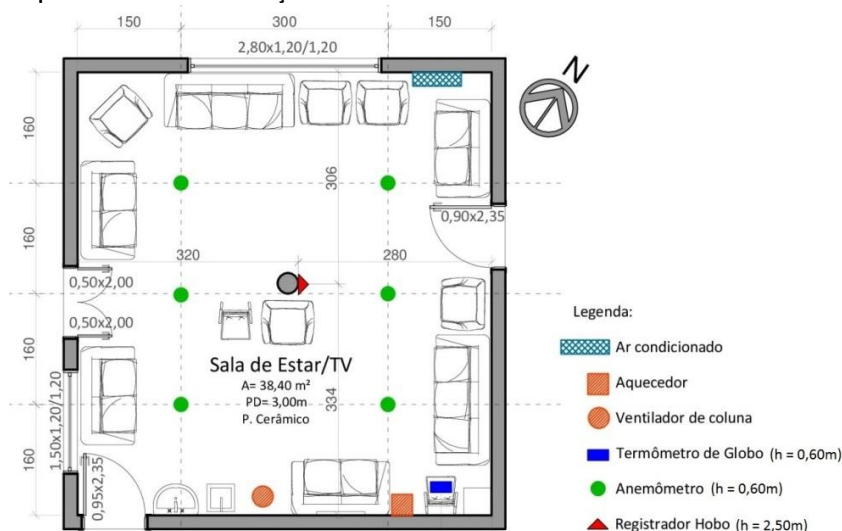 150
300
150
2,80x1,20/1,20
N
160
306
160
0,90x2,35
320
280
0,50x2,00
0,50x2,00
Legenda:
160
Ar condicionado
Sala de Estar/TV
A= 38,40 m²
PD= 3,00m
P. Cerâmico
334
Aquecedor
Ventilador de coluna
1,50x1,20/1,20
160
0,95x2,35
Termômetro de Globo (h = 0,60m)
Anemômetro (h = 0,60m)
Registrador Hobo (h = 2,50m)